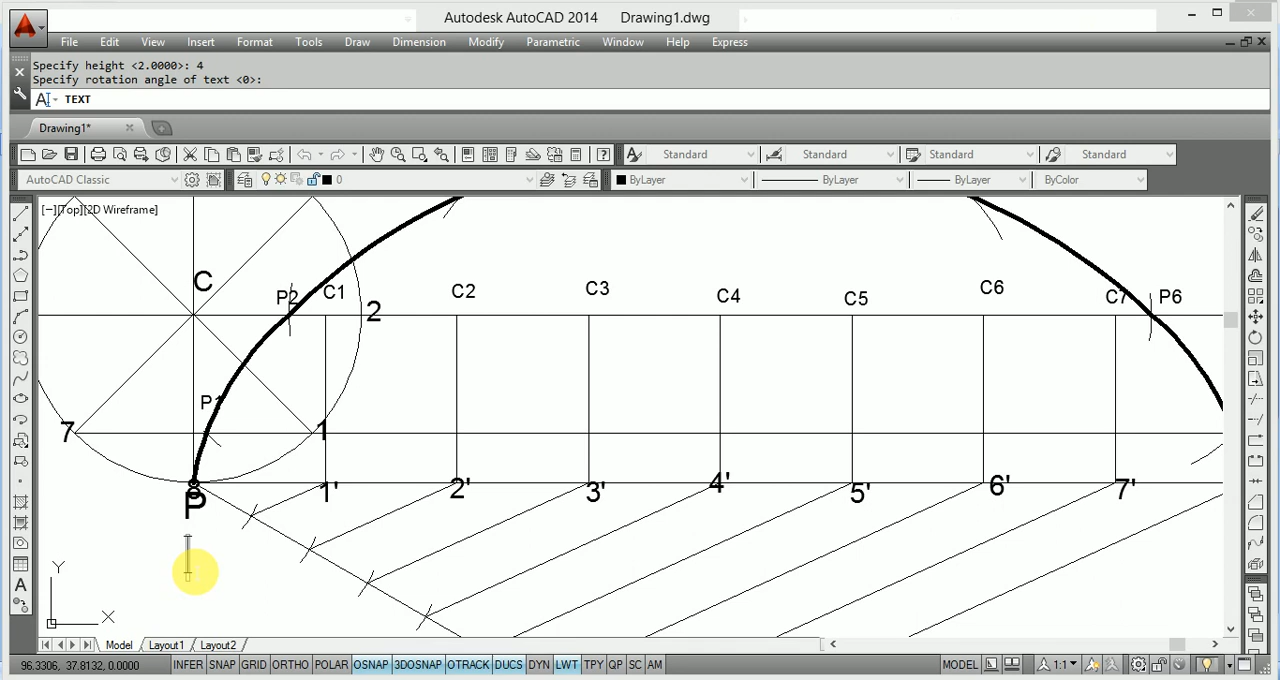 Autodesk AutoCAD 2014 Drawing1.dwg
File Edit View Insert Format Tools Draw Dimension Modify Parametric Window Help Express
Specify height <2.0000>: 4
Specify rotation angle of text <0>:
TEXT
Drawing1*
Standard Standard Standard Standard
AutoCAD Classic 0 ByLayer ByLayer ByLayer ByColor
[−][Top][2D Wireframe]
C P2 C1 C2 C3 C4 C5 C6 C7 P6
2
P1
7 1
1' 2' 3' 4' 5' 6' 7'
P
Y
X
Model Layout1 Layout2
96.3306, 37.8132, 0.0000 INFER SNAP GRID ORTHO POLAR OSNAP 3DOSNAP OTRACK DUCS DYN LWT TPY QP SC AM MODEL 1:1